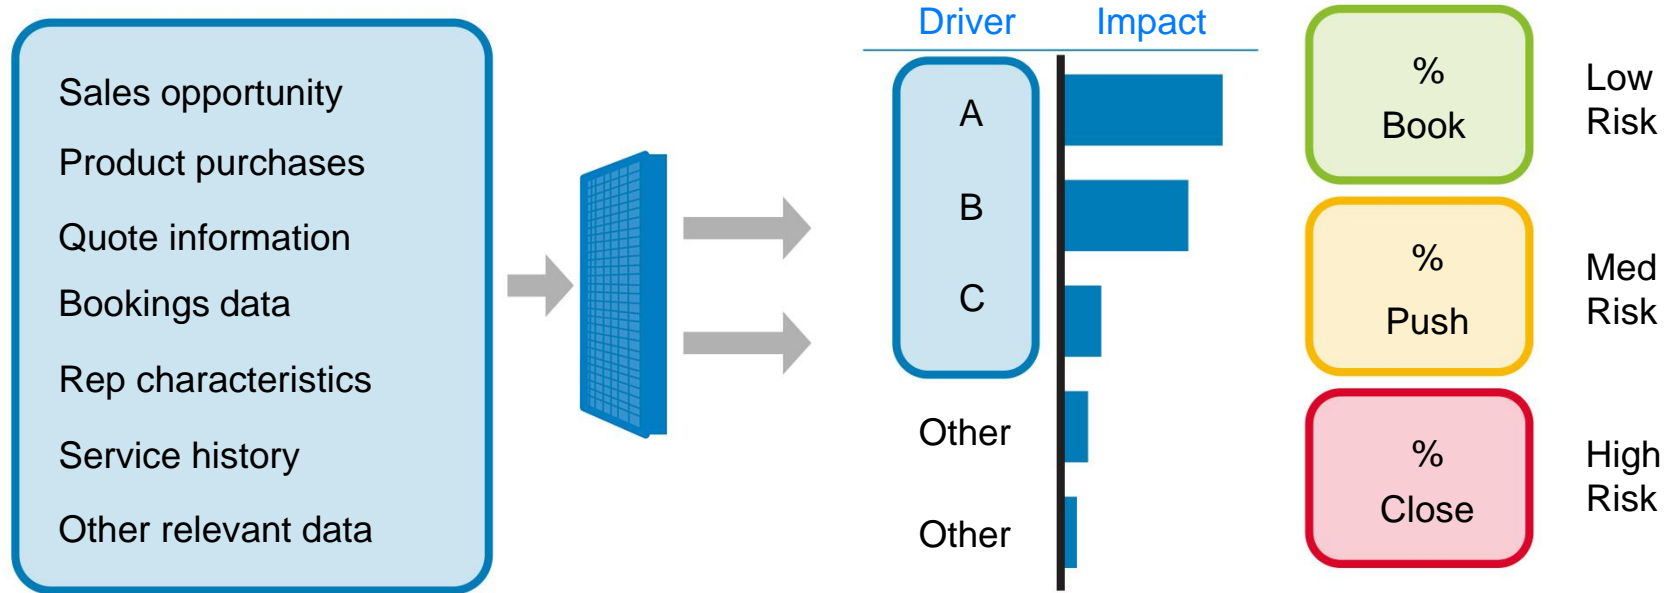 Sales opportunity
Product purchases
Quote information
Bookings data
Rep characteristics
Service history
Other relevant data
Driver Impact
A
B
C
Other
Other
%
Book
Low
Risk
%
Push
Med
Risk
%
Close
High
Risk